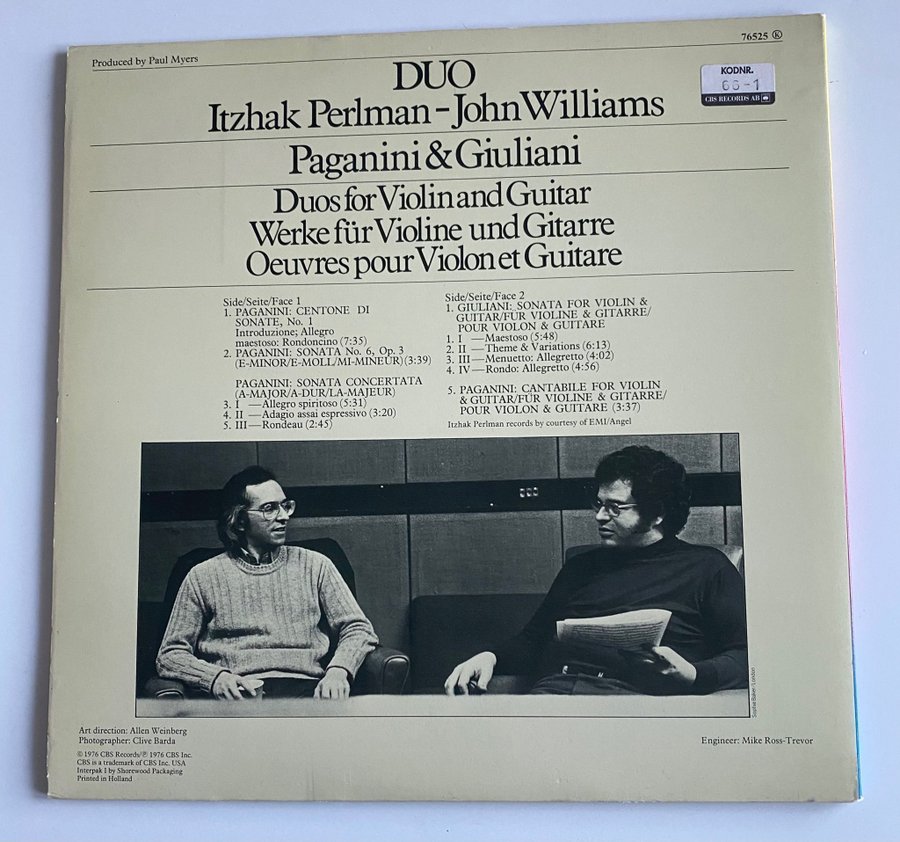 Produced by Paul Myers
76525 Ⓚ
KODNR.
66-1
CBS RECORDS AB
DUO
Itzhak Perlman-John Williams
Paganini & Giuliani
Duos for Violin and Guitar
Werke für Violine und Gitarre
Oeuvres pour Violon et Guitare
Side/Seite/Face 1
1. PAGANINI: CENTONE DI
SONATE, No. 1
Introduzione; Allegro
maestoso: Rondoncino (7:35)
2. PAGANINI: SONATA No. 6, Op. 3
(E-MINOR/E-MOLL/MI-MINEUR) (3:39)
PAGANINI: SONATA CONCERTATA
(A-MAJOR/A-DUR/LA-MAJEUR)
3. I —Allegro spiritoso (5:31)
4. II —Adagio assai espressivo (3:20)
5. III—Rondeau (2:45)
Side/Seite/Face 2
1. GIULIANI: SONATA FOR VIOLIN &
GUITAR/FUR VIOLINE & GITARRE/
POUR VIOLON & GUITARE
1. I —Maestoso (5:48)
2. II —Theme & Variations (6:13)
3. III—Menuetto: Allegretto (4:02)
4. IV—Rondo: Allegretto (4:56)
5. PAGANINI: CANTABILE FOR VIOLIN
& GUITAR/FUR VIOLINE & GITARRE/
POUR VIOLON & GUITARE (3:37)
Itzhak Perlman records by courtesy of EMI/Angel
Sophie Baker/London
Art direction: Allen Weinberg
Photographer: Clive Barda
© 1976 CBS Records/℗ 1976 CBS Inc.
CBS is a trademark of CBS Inc. USA
Interpak I by Shorewood Packaging
Printed in Holland
Engineer: Mike Ross-Trevor